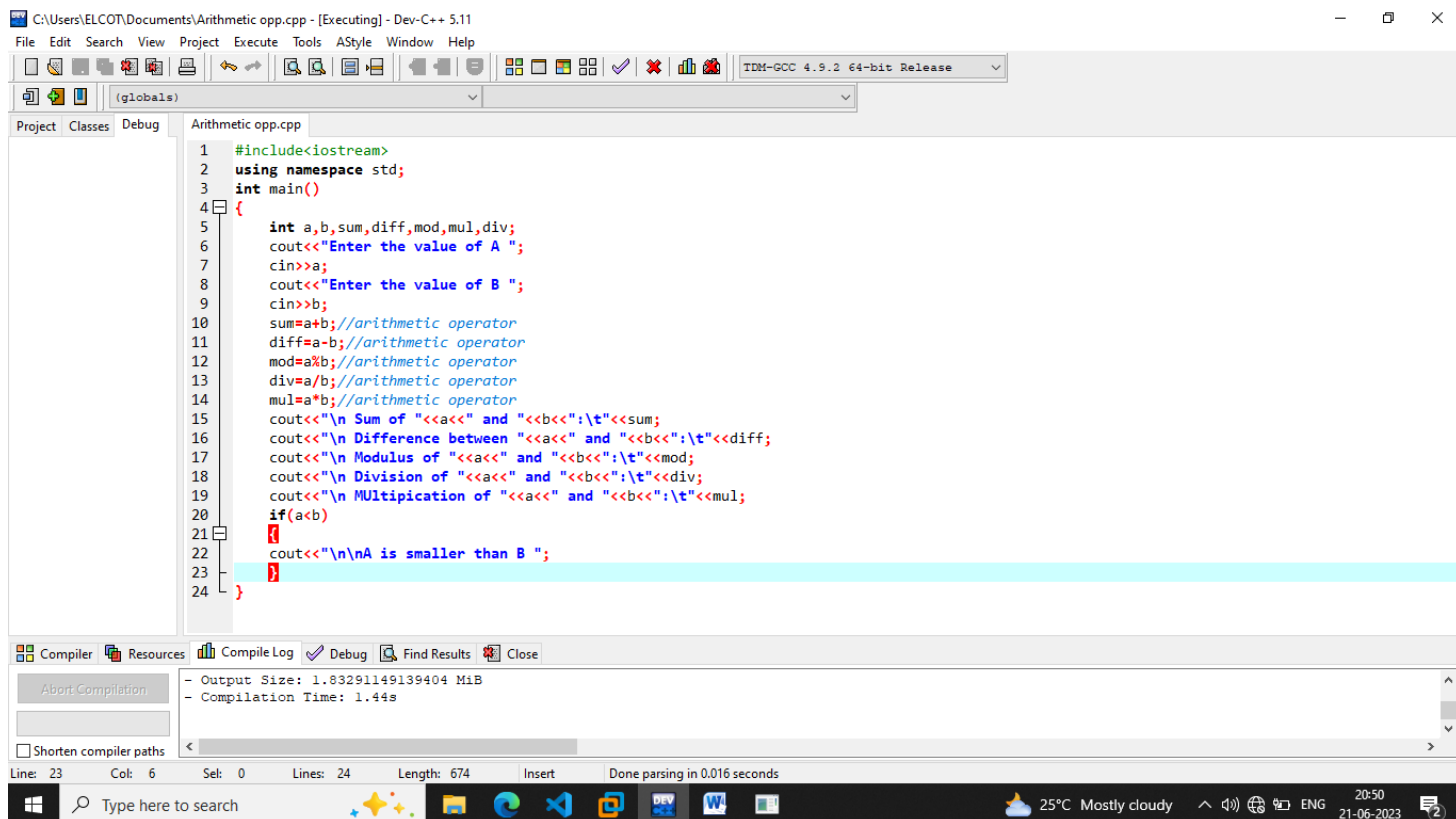 C:\Users\ELCOT\Documents\Arithmetic opp.cpp - [Executing] - Dev-C++ 5.11
File Edit Search View Project Execute Tools AStyle Window Help
TDM-GCC 4.9.2 64-bit Release
(globals)
Project Classes Debug Arithmetic opp.cpp
1 #include<iostream>
2 using namespace std;
3 int main()
4 {
5 int a,b,sum,diff,mod,mul,div;
6 cout<<"Enter the value of A ";
7 cin>>a;
8 cout<<"Enter the value of B ";
9 cin>>b;
10 sum=a+b;//arithmetic operator
11 diff=a-b;//arithmetic operator
12 mod=a%b;//arithmetic operator
13 div=a/b;//arithmetic operator
14 mul=a*b;//arithmetic operator
15 cout<<"\n Sum of "<<a<<" and "<<b<<":\t"<<sum;
16 cout<<"\n Difference between "<<a<<" and "<<b<<":\t"<<diff;
17 cout<<"\n Modulus of "<<a<<" and "<<b<<":\t"<<mod;
18 cout<<"\n Division of "<<a<<" and "<<b<<":\t"<<div;
19 cout<<"\n MUltipication of "<<a<<" and "<<b<<":\t"<<mul;
20 if(a<b)
21 {
22 cout<<"\n\nA is smaller than B ";
23 }
24 }
Compiler Resources Compile Log Debug Find Results Close
Abort Compilation
- Output Size: 1.83291149139404 MiB
- Compilation Time: 1.44s
Shorten compiler paths
Line: 23 Col: 6 Sel: 0 Lines: 24 Length: 674 Insert Done parsing in 0.016 seconds
Type here to search
DEV
W
25°C Mostly cloudy
ENG
20:50
21-06-2023
2